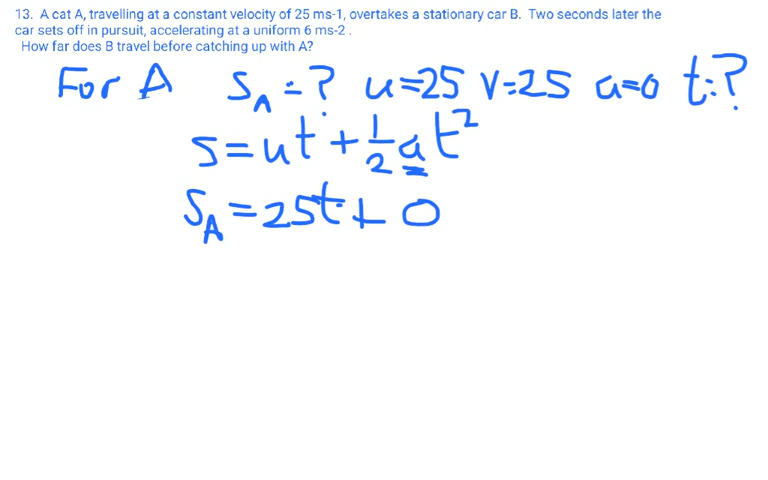 13. A cat A, travelling at a constant velocity of 25 ms-1, overtakes a stationary car B. Two seconds later the
car sets off in pursuit, accelerating at a uniform 6 ms-2 .
How far does B travel before catching up with A?
For A S_A = ? u=25 v=25 a=0 t=?
s=ut+½at²
S_A=25t+0